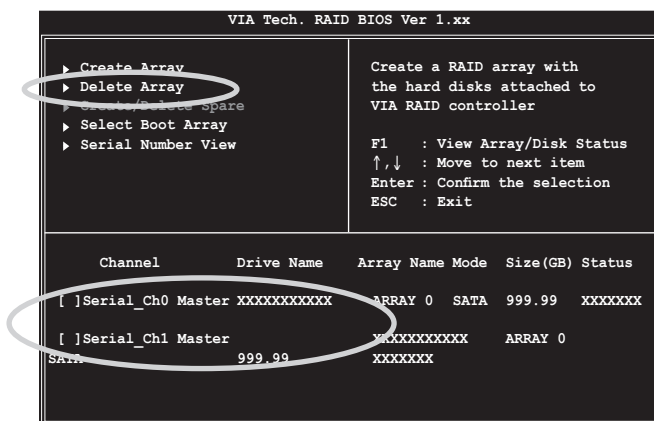 VIA Tech. RAID BIOS Ver 1.xx
Create Array
Delete Array
Create/Delete Spare
Select Boot Array
Serial Number View
Create a RAID array with
the hard disks attached to
VIA RAID controller
F1 : View Array/Disk Status
↑,↓ : Move to next item
Enter : Confirm the selection
ESC : Exit
Channel Drive Name Array Name Mode Size(GB) Status
[ ]Serial_Ch0 Master XXXXXXXXXXX ARRAY 0 SATA 999.99 XXXXXXX
[ ]Serial_Ch1 Master XXXXXXXXXXX ARRAY 0
SATA 999.99 XXXXXXX